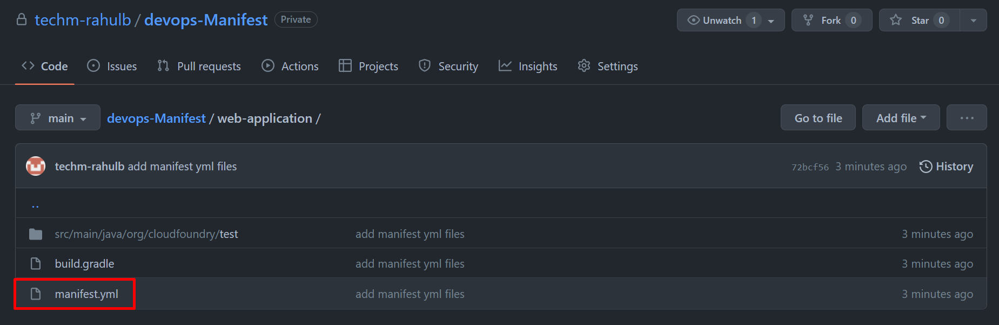 techm-rahulb / devops-Manifest Private Unwatch 1 Fork 0 Star 0
Code Issues Pull requests Actions Projects Security Insights Settings
main devops-Manifest / web-application / Go to file Add file ...
techm-rahulb add manifest yml files 72bcf56 3 minutes ago History
..
src/main/java/org/cloudfoundry/test add manifest yml files 3 minutes ago
build.gradle add manifest yml files 3 minutes ago
manifest.yml add manifest yml files 3 minutes ago